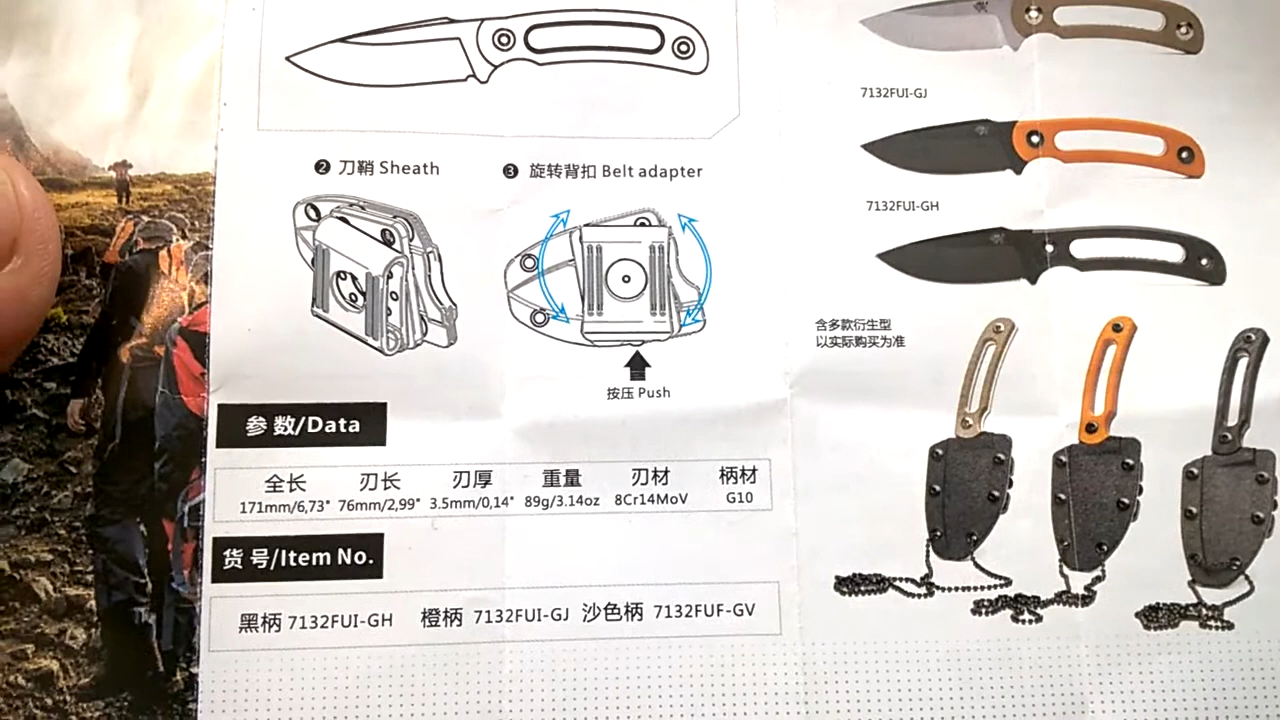 ❷ 刀鞘 Sheath
❸ 旋转背扣 Belt adapter
按压 Push
参 数/Data
全长 刃长 刃厚 重量 刃材 柄材
171mm/6,73" 76mm/2,99" 3.5mm/0,14" 89g/3.14oz 8Cr14MoV G10
货 号/Item No.
黑柄 7132FUI-GH 橙柄 7132FUI-GJ 沙色柄 7132FUF-GV
7132FUI-GJ
7132FUI-GH
含多款衍生型
以实际购买为准